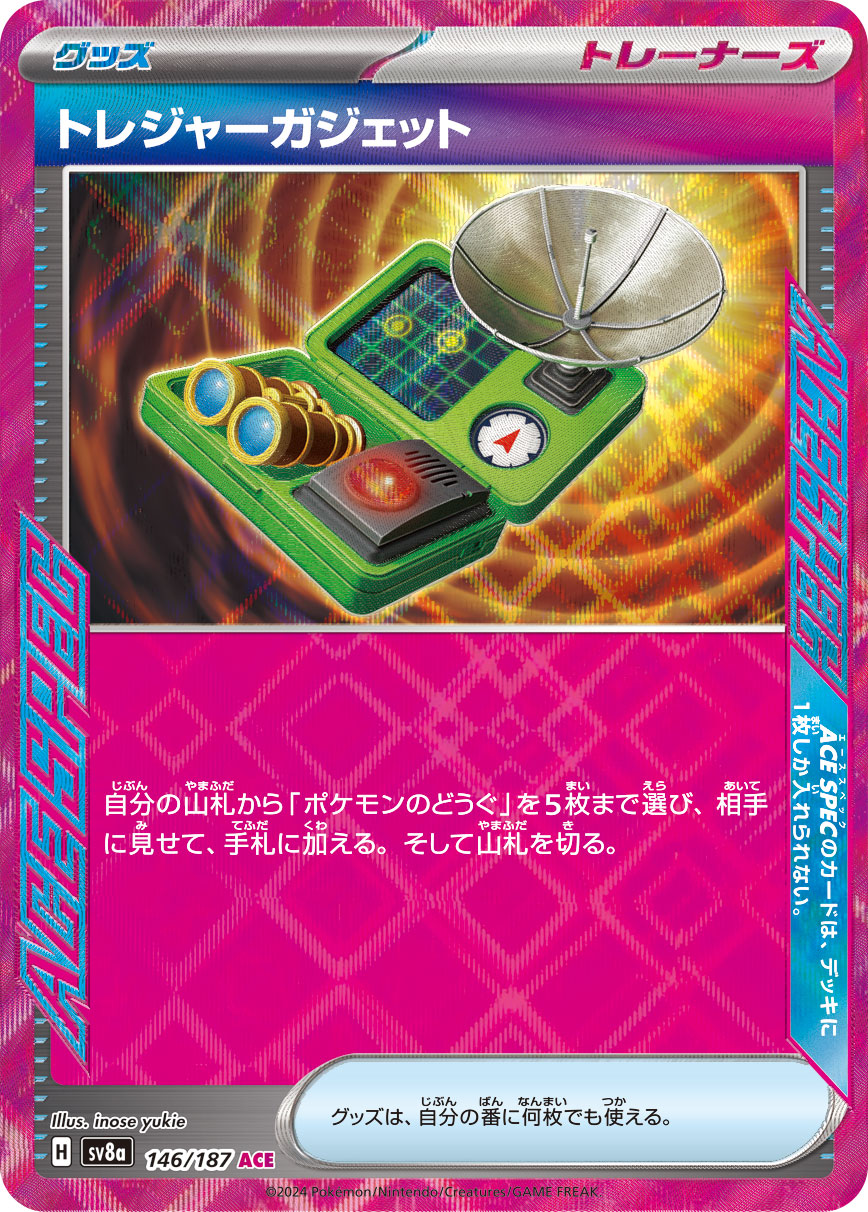 グッズ
トレーナーズ
トレジャーガジェット
ACE SPEC
ACE SPEC
自分の山札から「ポケモンのどうぐ」を5枚まで選び、相手
に見せて、手札に加える。そして山札を切る。
ACE SPECのカードは、デッキに
1枚しか入れられない。
グッズは、自分の番に何枚でも使える。
Illus. inose yukie
H sv8a 146/187 ACE
©2024 Pokémon/Nintendo/Creatures/GAME FREAK.